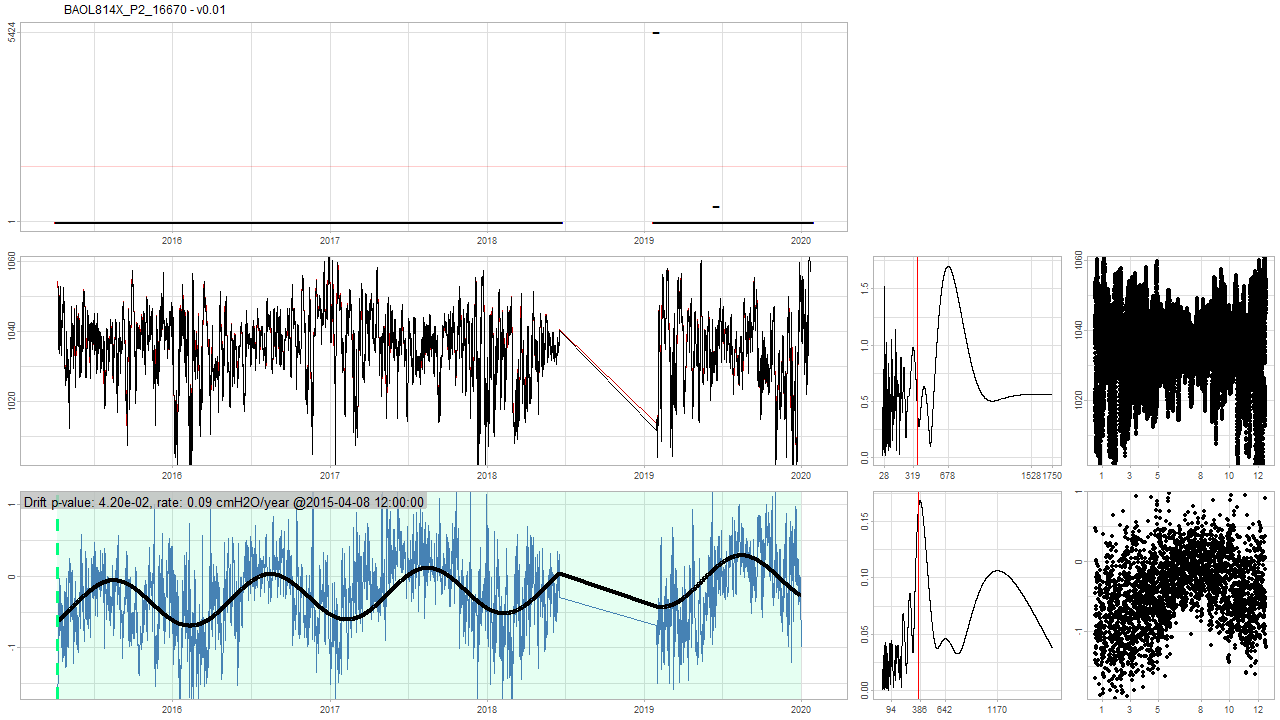 BAOL814X_P2_16670 - v0.01
5424
1
2016 2017 2018 2019 2020
1060
1040
1020
2016 2017 2018 2019 2020
1.5
1.0
0.5
0.0
28 319 678 1528 1750
1060
1040
1020
1 3 5 8 10 12
Drift p-value: 4.20e-02, rate: 0.09 cmH2O/year @2015-04-08 12:00:00
1
0
-1
2016 2017 2018 2019 2020
0.15
0.10
0.05
0.00
94 386 642 1170
1
0
-1
1 3 5 8 10 12